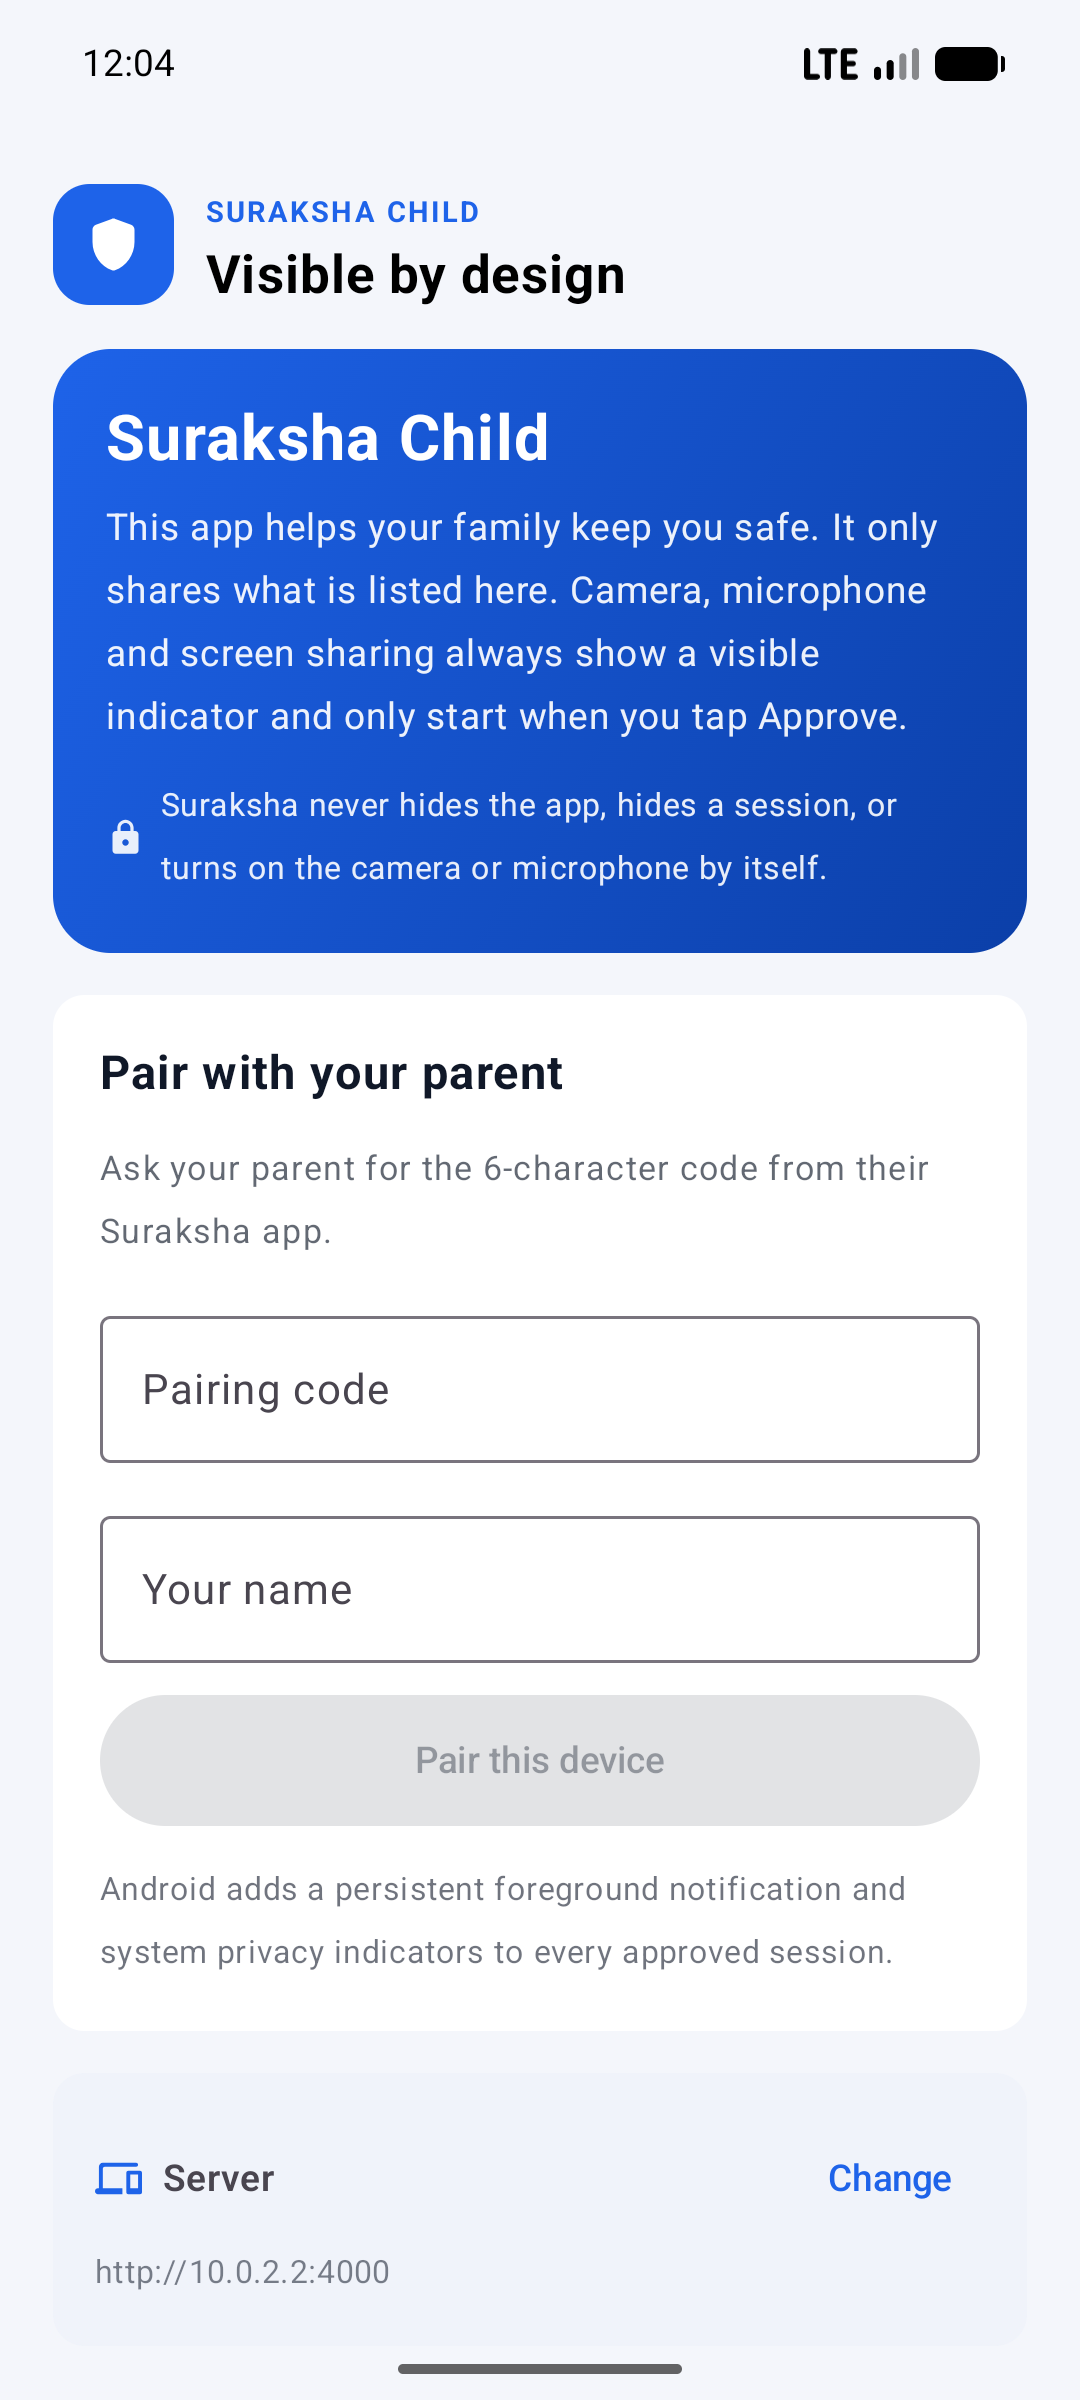 12:04
LTE
SURAKSHA CHILD
Visible by design
Suraksha Child
This app helps your family keep you safe. It only
shares what is listed here. Camera, microphone
and screen sharing always show a visible
indicator and only start when you tap Approve.
Suraksha never hides the app, hides a session, or
turns on the camera or microphone by itself.
Pair with your parent
Ask your parent for the 6-character code from their
Suraksha app.
Pairing code
Your name
Pair this device
Android adds a persistent foreground notification and
system privacy indicators to every approved session.
Server
Change
http://10.0.2.2:4000